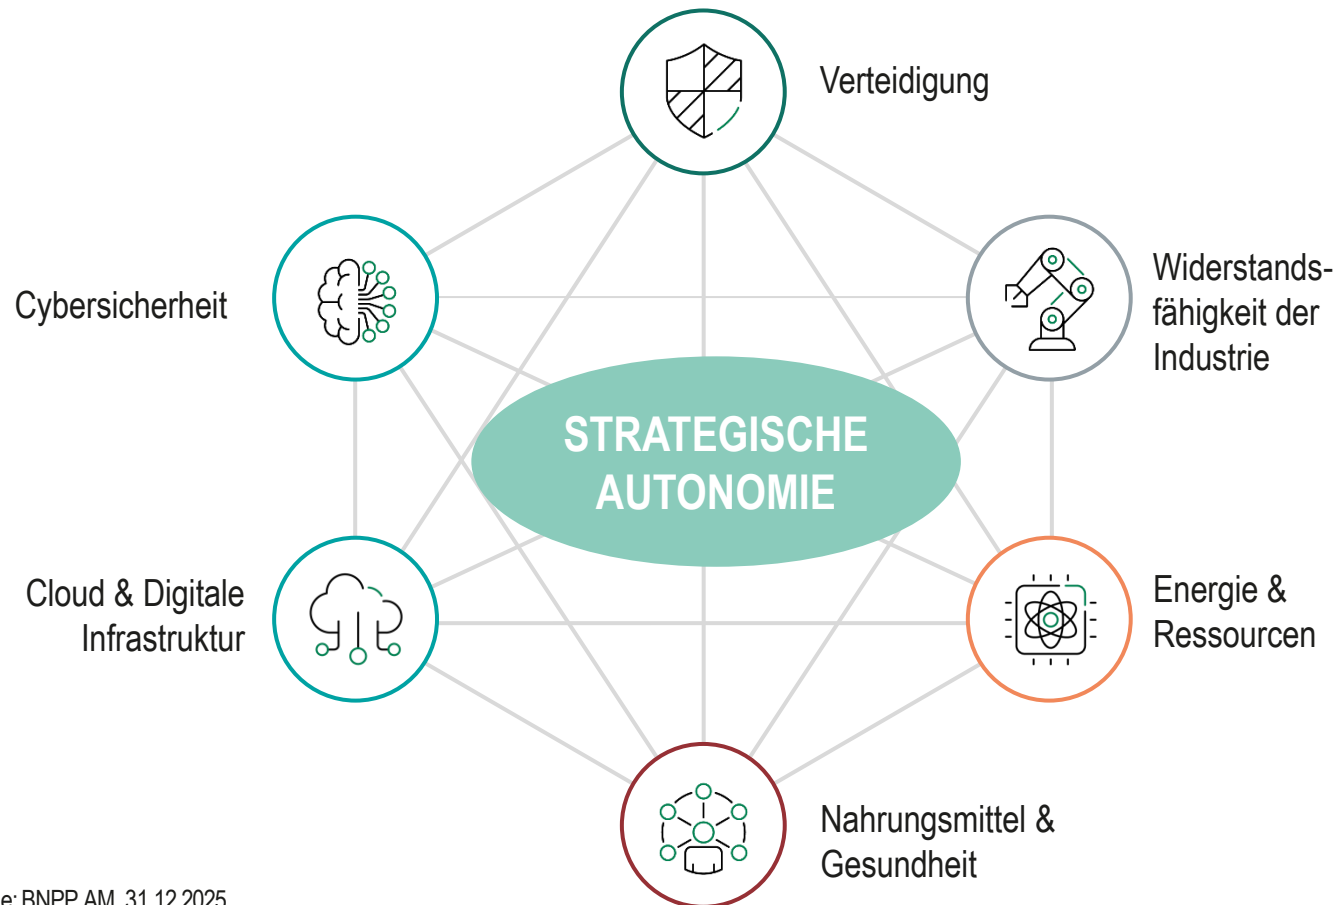 Verteidigung
Cybersicherheit
Widerstands-
fähigkeit der
Industrie
STRATEGISCHE
AUTONOMIE
Cloud & Digitale
Infrastruktur
Energie &
Ressourcen
Nahrungsmittel &
Gesundheit
BNPP AM, 31.12.2025